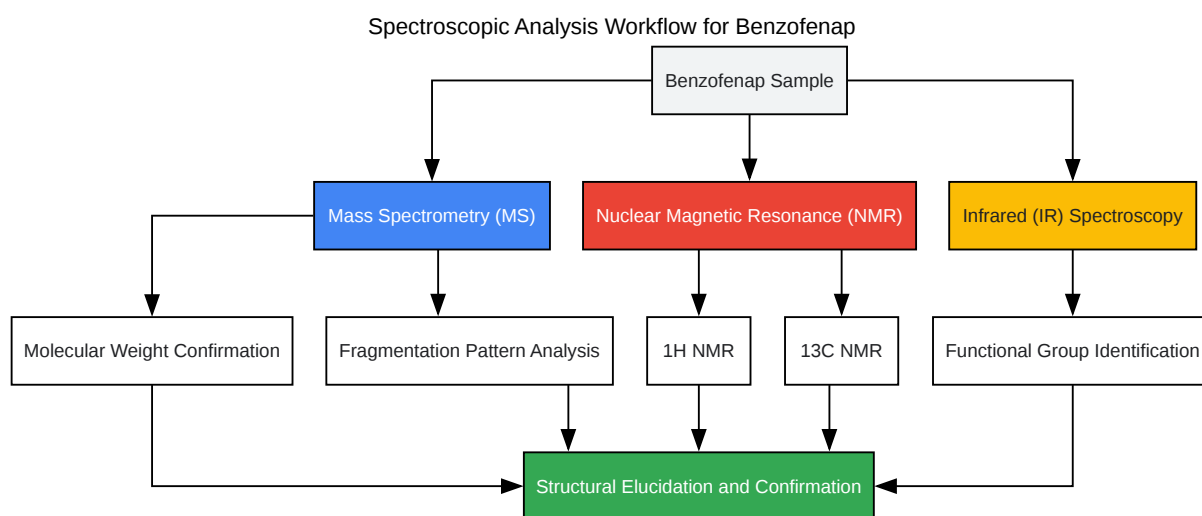 Spectroscopic Analysis Workflow for Benzofenap
Benzofenap Sample
Mass Spectrometry (MS)
Nuclear Magnetic Resonance (NMR)
Infrared (IR) Spectroscopy
Molecular Weight Confirmation
Fragmentation Pattern Analysis
1H NMR
13C NMR
Functional Group Identification
Structural Elucidation and Confirmation